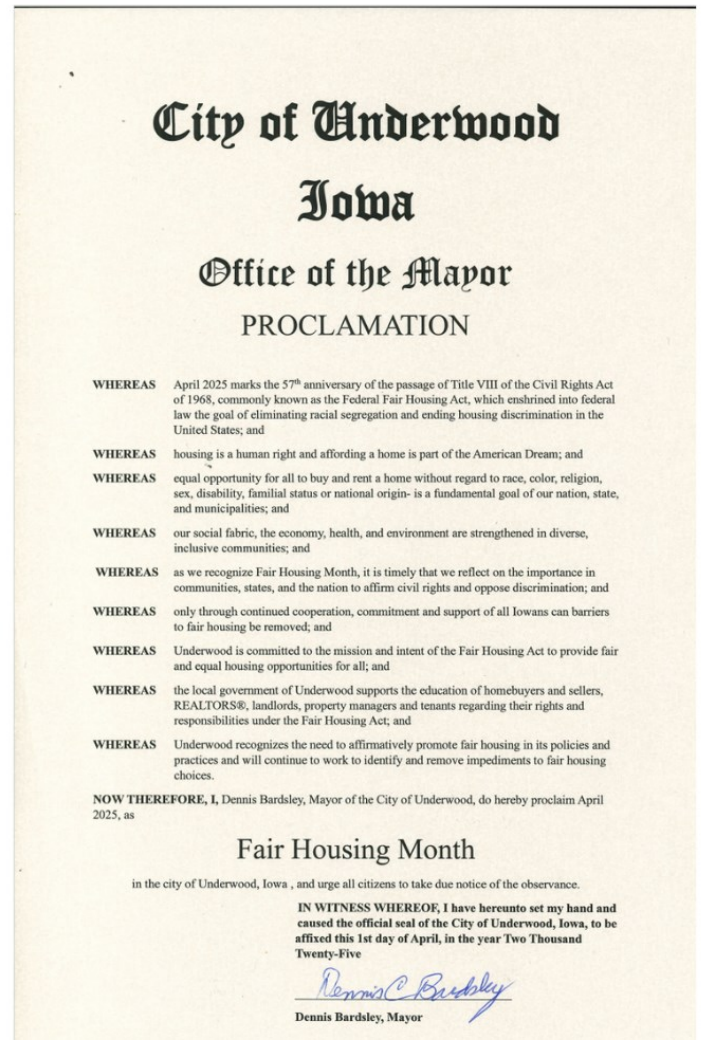 City of Underwood
Iowa
Office of the Mayor
PROCLAMATION
WHEREAS April 2025 marks the 57th anniversary of the passage of Title VIII of the Civil Rights Act
of 1968, commonly known as the Federal Fair Housing Act, which enshrined into federal
law the goal of eliminating racial segregation and ending housing discrimination in the
United States; and
WHEREAS housing is a human right and affording a home is part of the American Dream; and
WHEREAS equal opportunity for all to buy and rent a home without regard to race, color, religion,
sex, disability, familial status or national origin- is a fundamental goal of our nation, state,
and municipalities; and
WHEREAS our social fabric, the economy, health, and environment are strengthened in diverse,
inclusive communities; and
WHEREAS as we recognize Fair Housing Month, it is timely that we reflect on the importance in
communities, states, and the nation to affirm civil rights and oppose discrimination; and
WHEREAS only through continued cooperation, commitment and support of all Iowans can barriers
to fair housing be removed; and
WHEREAS Underwood is committed to the mission and intent of the Fair Housing Act to provide fair
and equal housing opportunities for all; and
WHEREAS the local government of Underwood supports the education of homebuyers and sellers,
REALTORS®, landlords, property managers and tenants regarding their rights and
responsibilities under the Fair Housing Act; and
WHEREAS Underwood recognizes the need to affirmatively promote fair housing in its policies and
practices and will continue to work to identify and remove impediments to fair housing
choices.
NOW THEREFORE, I, Dennis Bardsley, Mayor of the City of Underwood, do hereby proclaim April
2025, as
Fair Housing Month
in the city of Underwood, Iowa , and urge all citizens to take due notice of the observance.
IN WITNESS WHEREOF, I have hereunto set my hand and
caused the official seal of the City of Underwood, Iowa, to be
affixed this 1st day of April, in the year Two Thousand
Twenty-Five
Dennis C Bardsley
Dennis Bardsley, Mayor